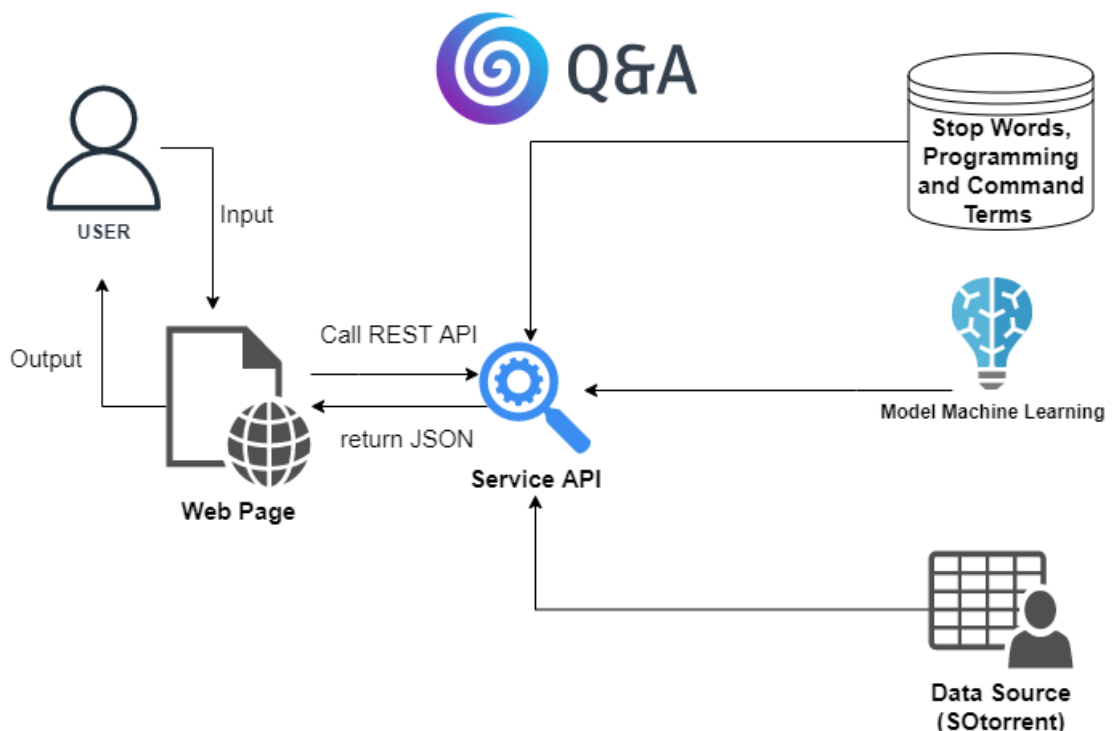 Q&A
Stop Words,
Programming
and Command
Terms
USER
Input
Output
Call REST API
return JSON
Model Machine Learning
Service API
Web Page
Data Source
(SOtorrent)